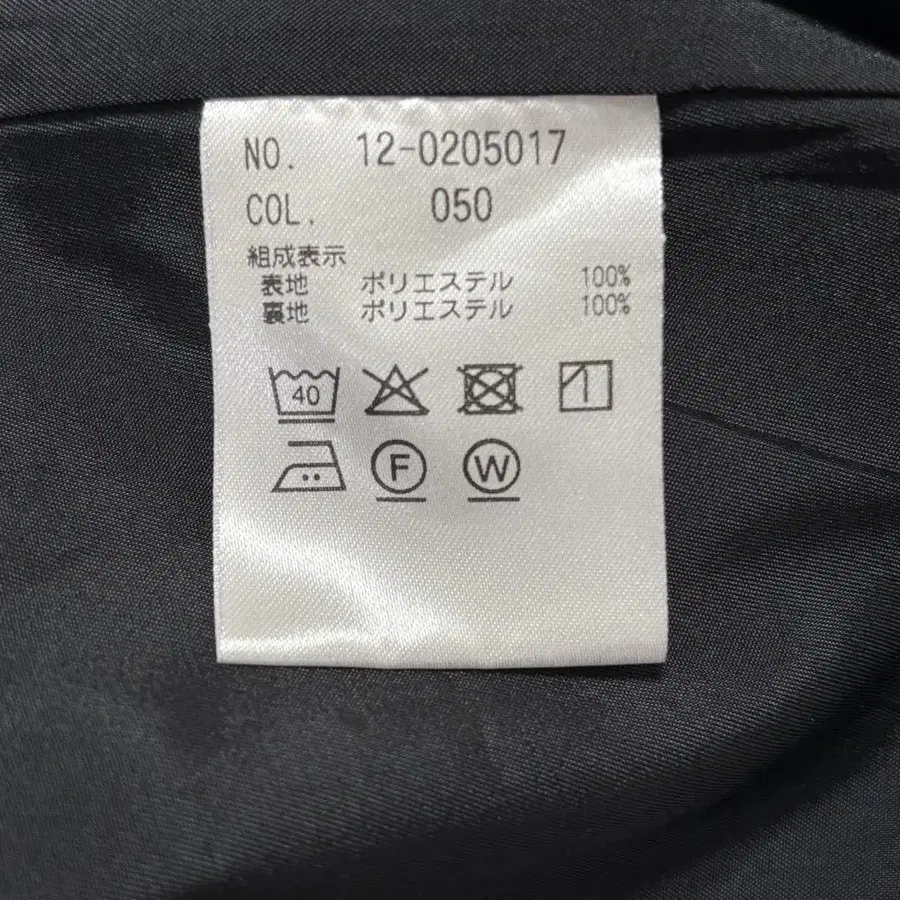 NO. 12-0205017
COL. 050
組成表示
表地 ポリエステル 100%
裏地 ポリエステル 100%
40
F W